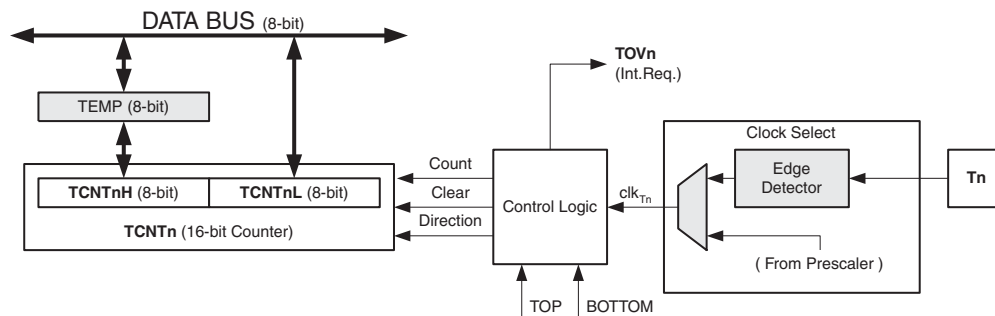 DATA BUS (8-bit)
TOVn
(Int.Req.)
TEMP (8-bit)
Clock Select
Count
Edge
Detector
Tn
TCNTnH (8-bit) TCNTnL (8-bit)
Clear
Control Logic
clkTn
TCNTn (16-bit Counter)
Direction
( From Prescaler )
TOP
BOTTOM